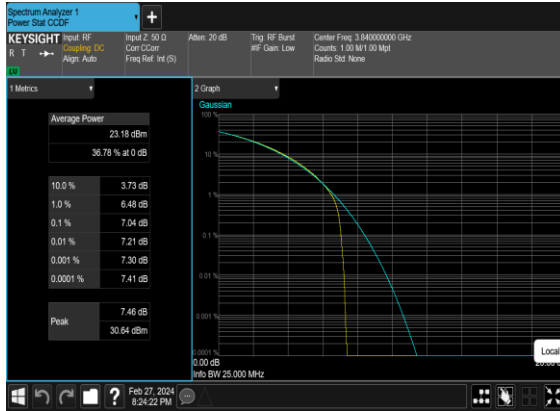 Spectrum Analyzer 1
Power Stat CCDF
KEYSIGHT
R T
LU
Input: RF
Coupling: DC
Align: Auto
Input Z: 50 Ω
Corr CCorr
Freq Ref: Int (S)
Atten: 20 dB
Trig: RF Burst
#IF Gain: Low
Center Freq: 3.840000000 GHz
Counts: 1.00 M/1.00 Mpt
Radio Std: None
1 Metrics
Average Power
23.18 dBm
36.78 % at 0 dB
10.0 % 3.73 dB
1.0 % 6.48 dB
0.1 % 7.04 dB
0.01 % 7.21 dB
0.001 % 7.30 dB
0.0001 % 7.41 dB
Peak
7.46 dB
30.64 dBm
2 Graph
Gaussian
100 %
10 %
1 %
0.1 %
0.01 %
0.001 %
0.0001 %
0.00 dB
Info BW 25.000 MHz
Local
Feb 27, 2024
8:24:22 PM